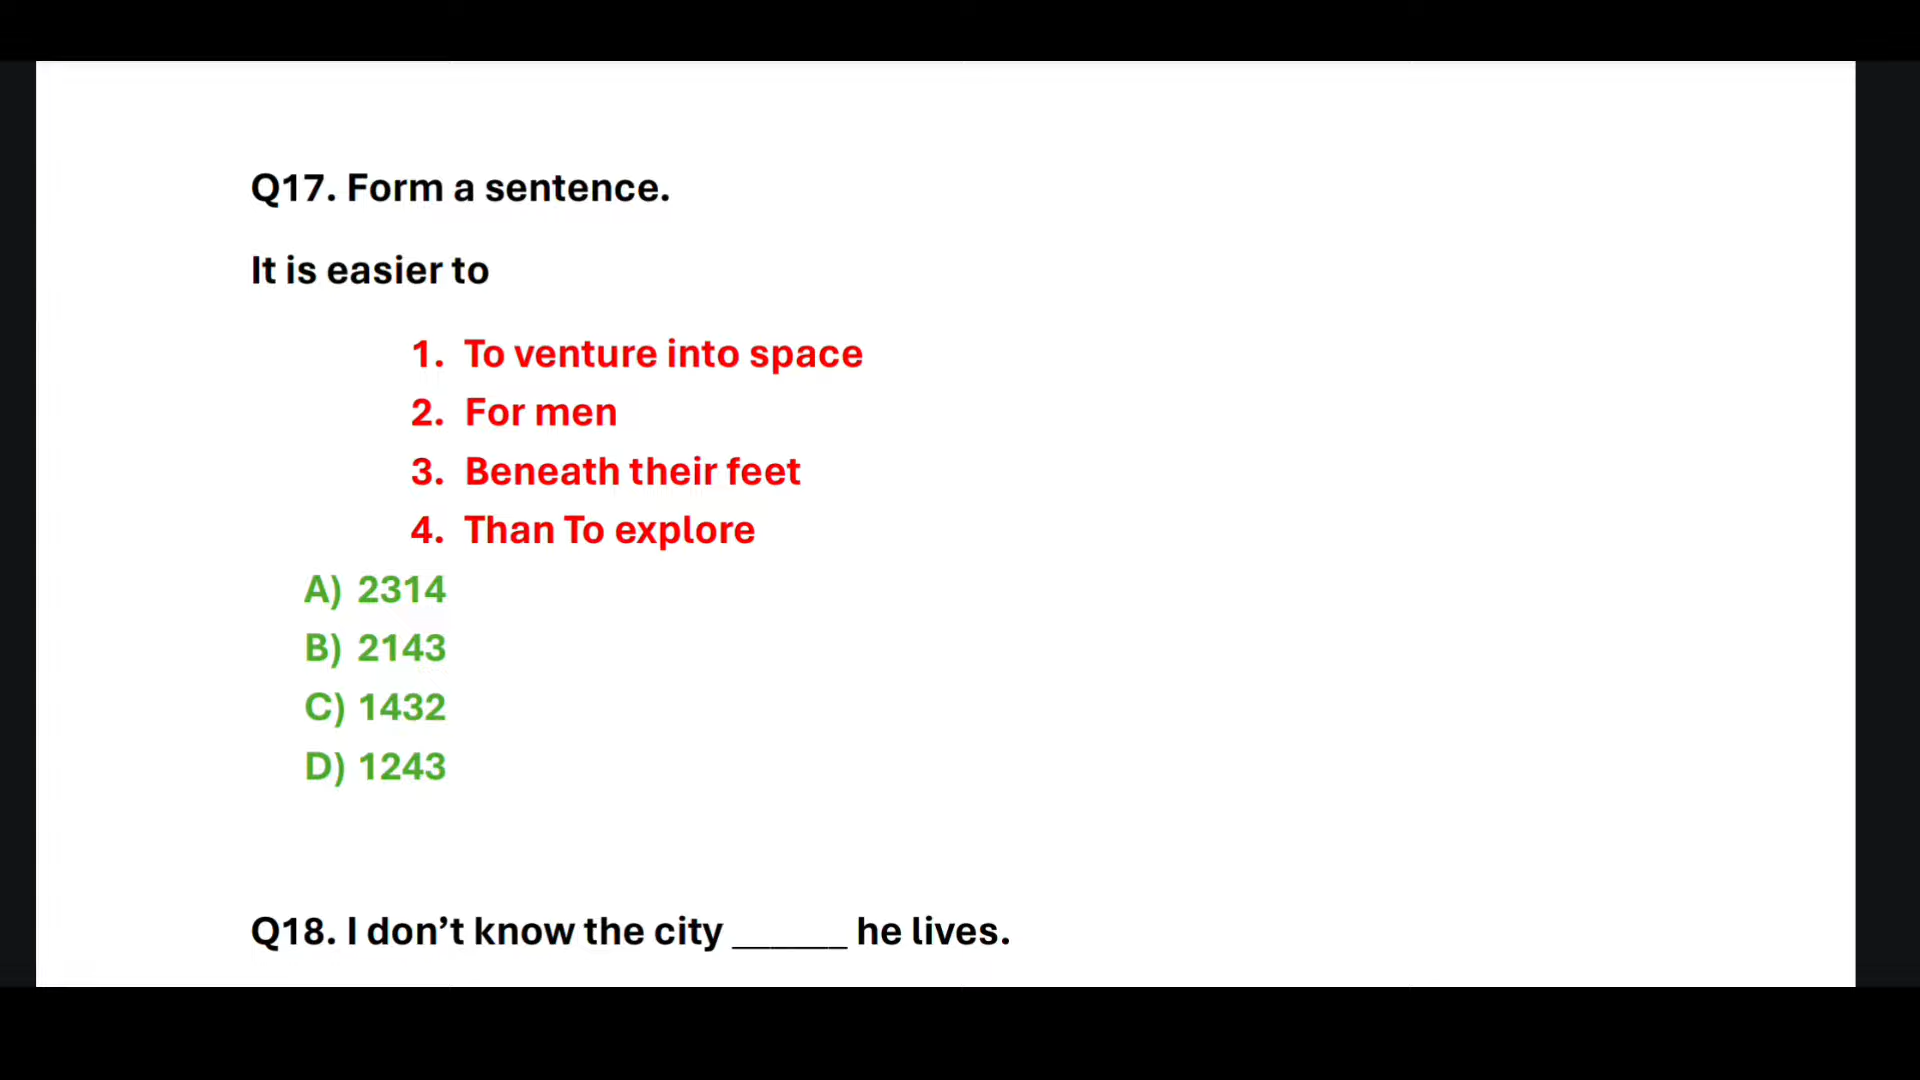 Q17. Form a sentence.
It is easier to
1. To venture into space
2. For men
3. Beneath their feet
4. Than To explore
A) 2314
B) 2143
C) 1432
D) 1243
Q18. I don’t know the city ______ he lives.